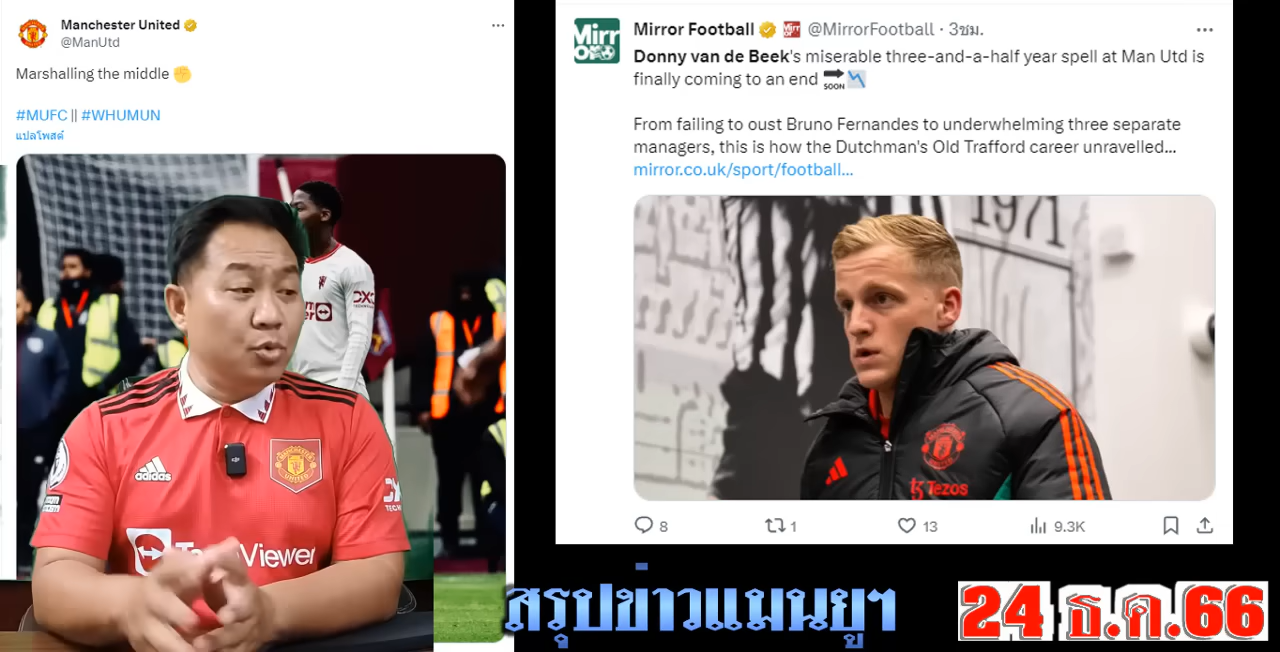 Manchester United
@ManUtd
Marshalling the middle ✊
#MUFC || #WHUMUN
แปลโพสต์
adidas
TeamViewer
Mirror Football @MirrorFootball · 3ชม.
Donny van de Beek's miserable three-and-a-half year spell at Man Utd is
finally coming to an end 🔜📉
From failing to oust Bruno Fernandes to underwhelming three separate
managers, this is how the Dutchman's Old Trafford career unravelled...
mirror.co.uk/sport/football...
1971
Tezos
8 1 13 9.3K
สรุปข่าวแมนยูฯ
24 ธ.ค.66